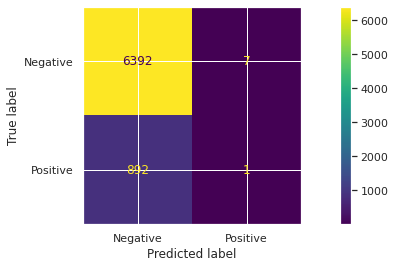 True label
Negative
Positive
6392
7
892
1
Negative
Positive
Predicted label
6000
5000
4000
3000
2000
1000